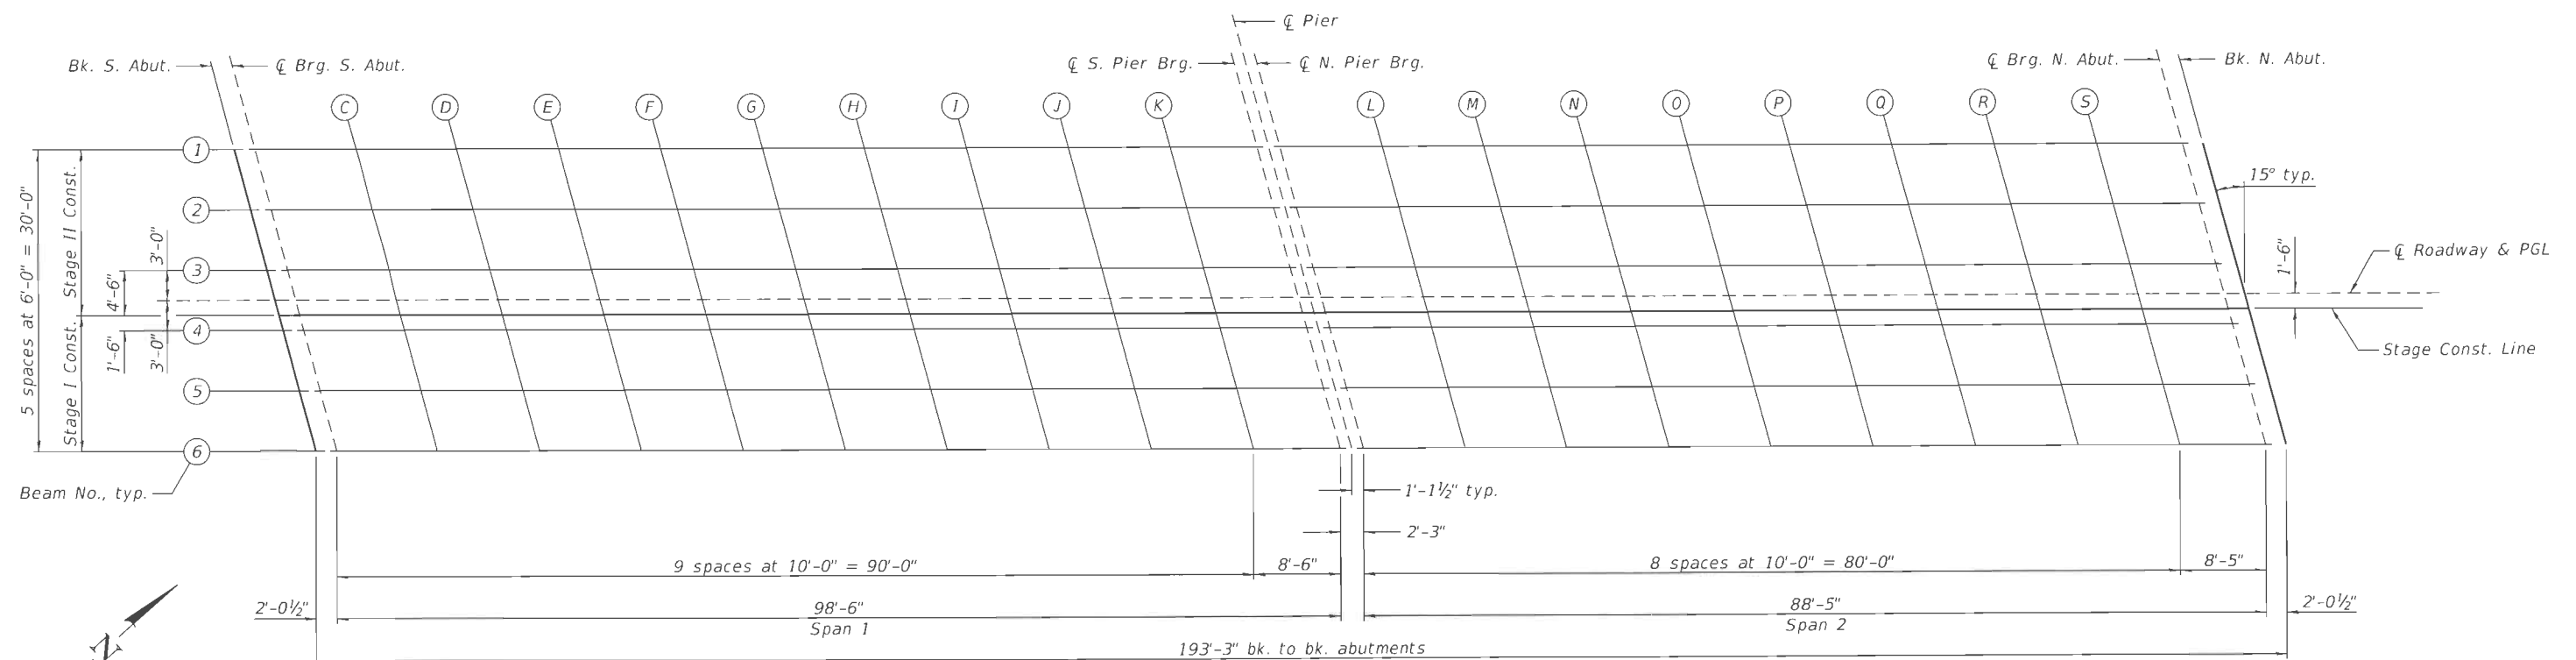 ℄ Pier
Bk. S. Abut.
℄ Brg. S. Abut.
℄ S. Pier Brg.
℄ N. Pier Brg.
℄ Brg. N. Abut.
Bk. N. Abut.
C D E F G H I J K L M N O P Q R S
1
2
3
4
5
6
5 spaces at 6'-0" = 30'-0"
Stage II Const.
Stage I Const.
3'-0"
4'-6"
1'-6"
3'-0"
15° typ.
1'-6"
℄ Roadway & PGL
Stage Const. Line
Beam No., typ.
1'-1½" typ.
2'-3"
9 spaces at 10'-0" = 90'-0"
8'-6"
8 spaces at 10'-0" = 80'-0"
8'-5"
2'-0½"
98'-6"
Span 1
88'-5"
Span 2
2'-0½"
193'-3" bk. to bk. abutments
N